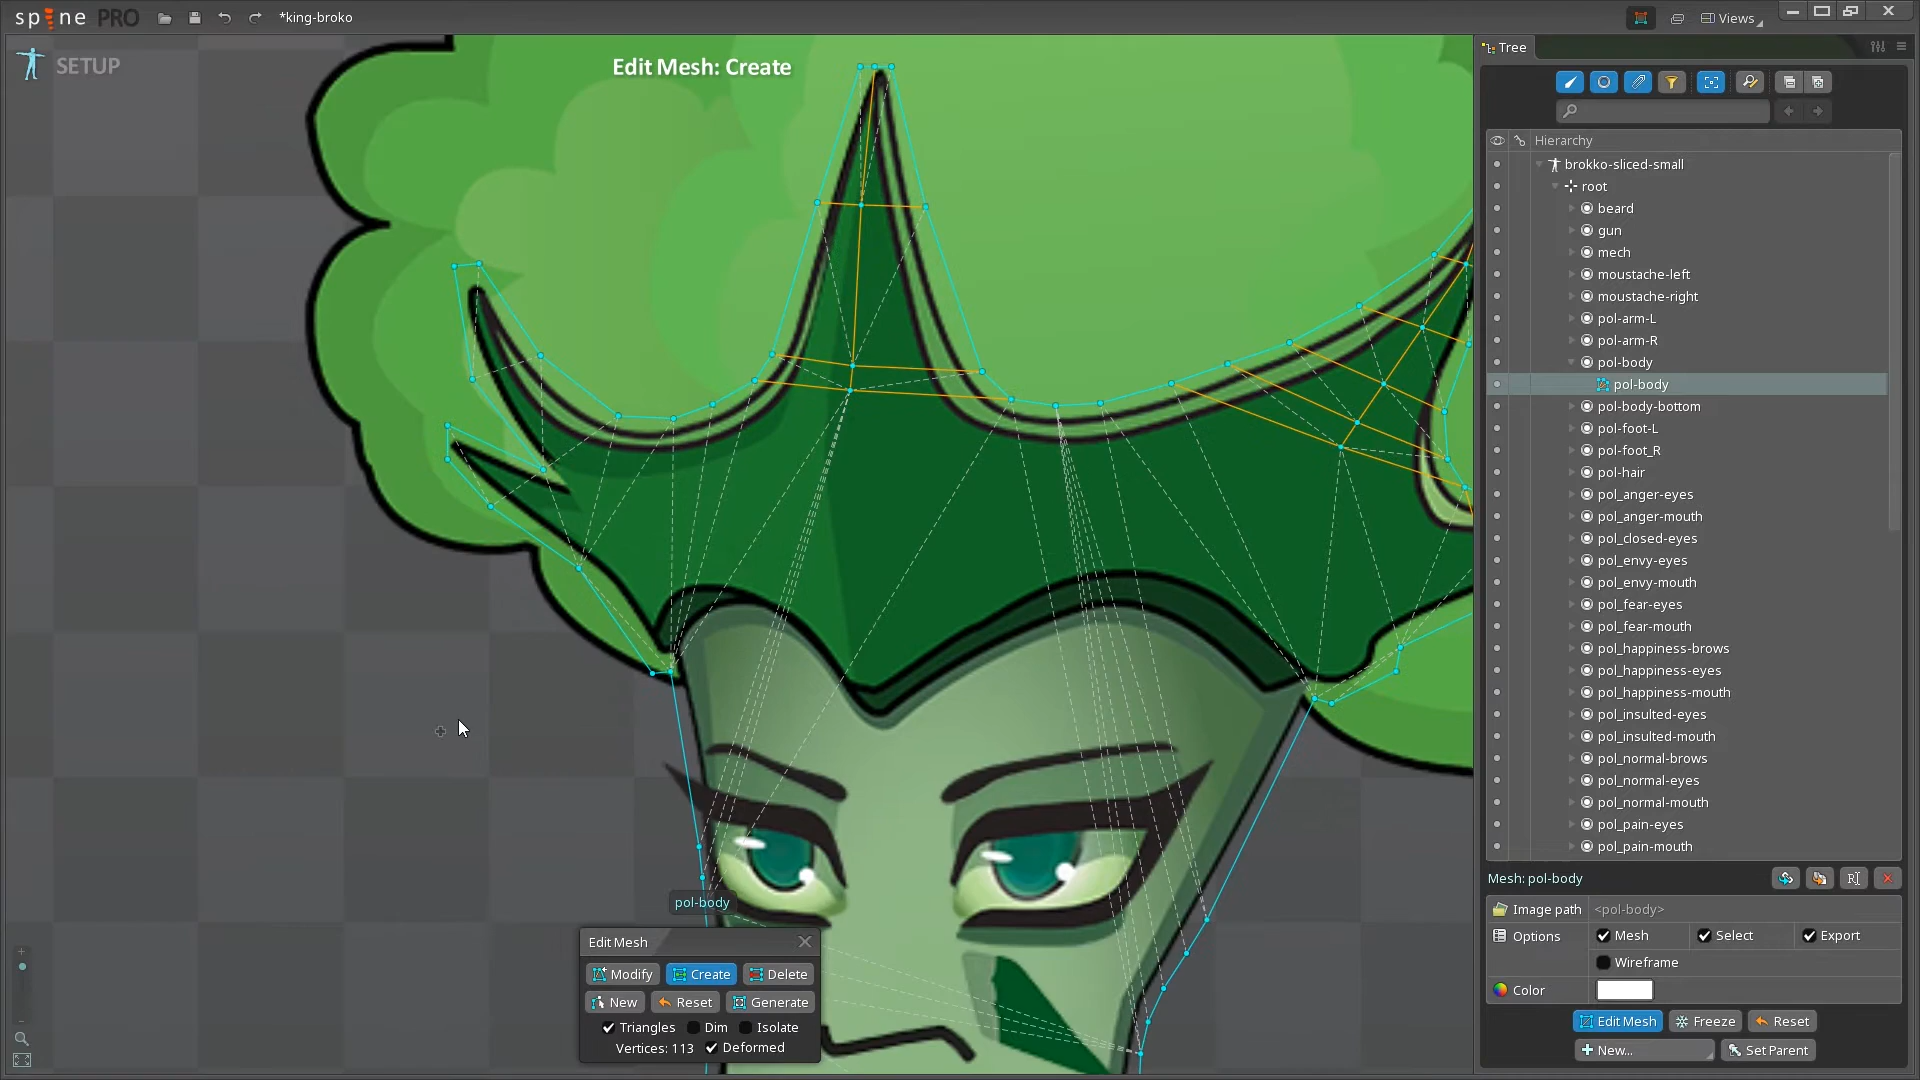 spine PRO
*king-broko
Views
SETUP
Edit Mesh: Create
Tree
Hierarchy
brokko-sliced-small
root
beard
gun
mech
moustache-left
moustache-right
pol-arm-L
pol-arm-R
pol-body
pol-body
pol-body-bottom
pol-foot-L
pol-foot_R
pol-hair
pol_anger-eyes
pol_anger-mouth
pol_closed-eyes
pol_envy-eyes
pol_envy-mouth
pol_fear-eyes
pol_fear-mouth
pol_happiness-brows
pol_happiness-eyes
pol_happiness-mouth
pol_insulted-eyes
pol_insulted-mouth
pol_normal-brows
pol_normal-eyes
pol_normal-mouth
pol_pain-eyes
pol_pain-mouth
Mesh: pol-body
Image path <pol-body>
Options Mesh Select Export
Wireframe
Color
Edit Mesh Freeze Reset
New... Set Parent
pol-body
Edit Mesh
Modify Create Delete
New Reset Generate
Triangles Dim Isolate
Vertices: 113 Deformed